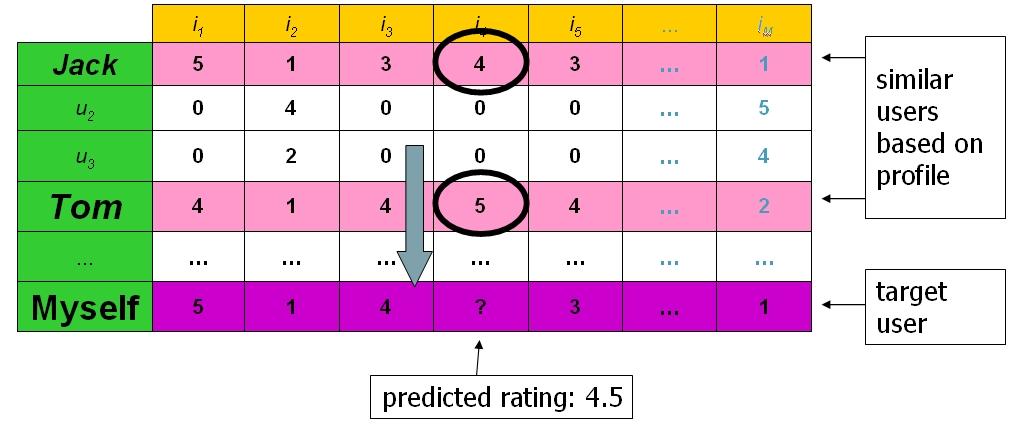 i1 i2 i3 i4 i5 ... iM
Jack 5 1 3 4 3 ... 1
u2 0 4 0 0 0 ... 5
u3 0 2 0 0 0 ... 4
Tom 4 1 4 5 4 ... 2
... ... ... ... ... ... ... ...
Myself 5 1 4 ? 3 ... 1
similar
users
based on
profile
target
user
predicted rating: 4.5